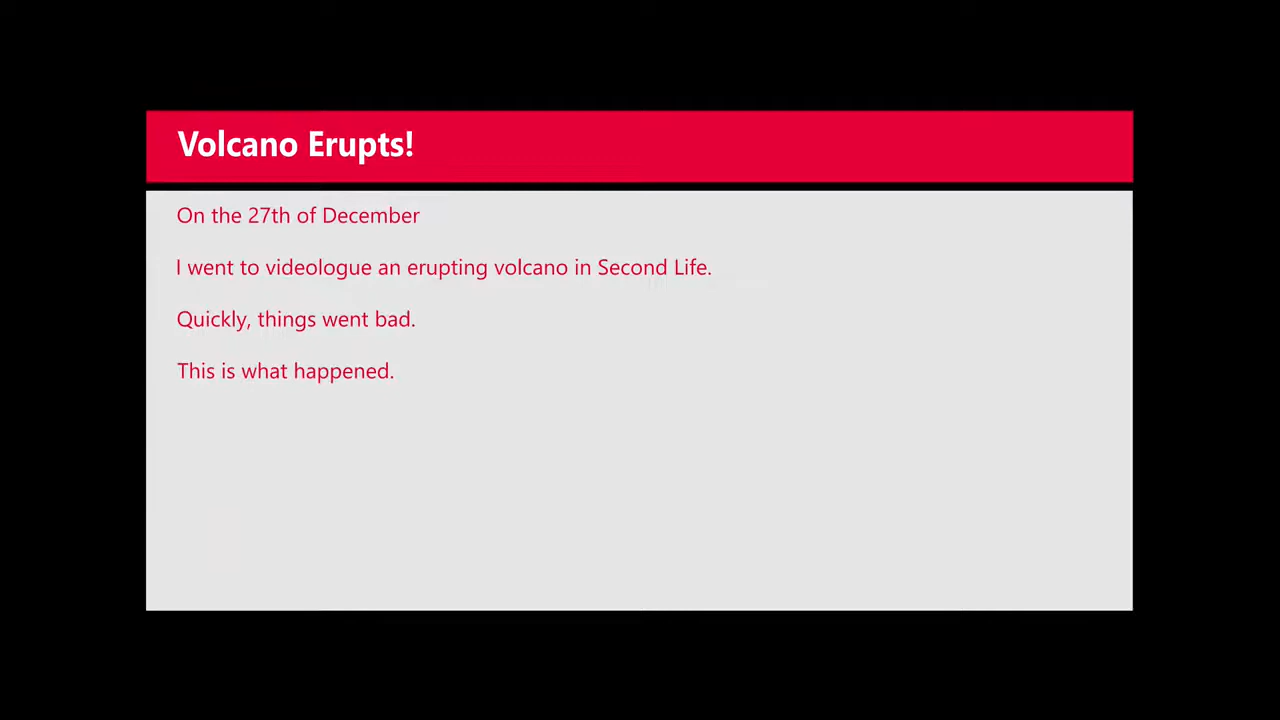 Volcano Erupts!
On the 27th of December
I went to videologue an erupting volcano in Second Life.
Quickly, things went bad.
This is what happened.